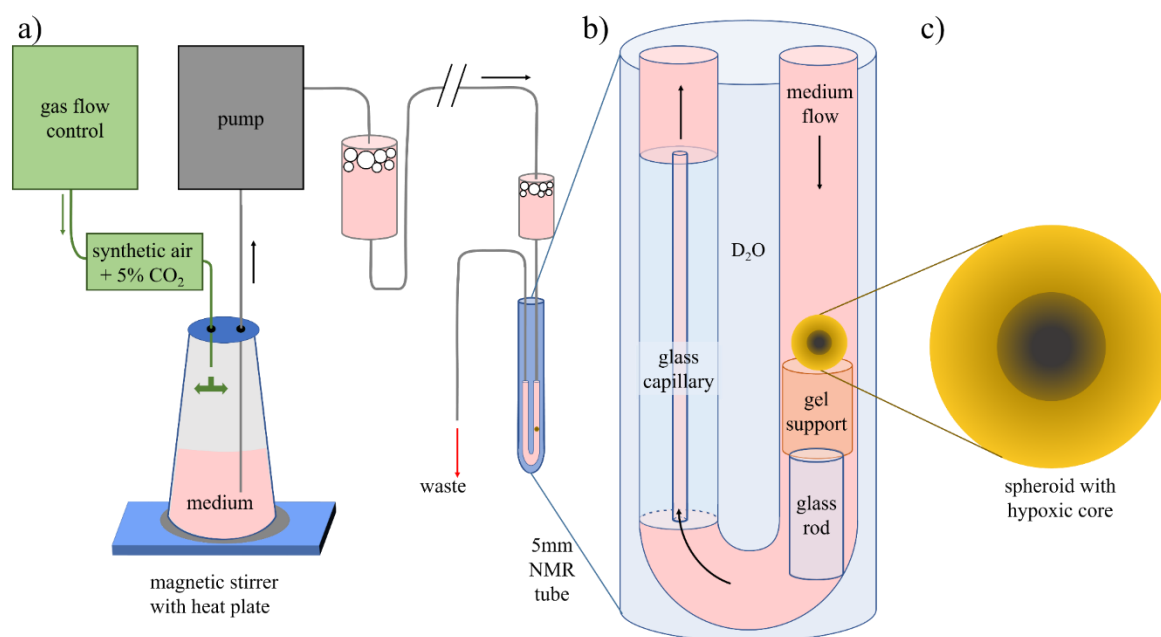 a)
gas flow
control
pump
synthetic air
+ 5% CO₂
medium
magnetic stirrer
with heat plate
waste
5mm
NMR
tube
b)
medium
flow
D₂O
glass
capillary
gel
support
glass
rod
c)
spheroid with
hypoxic core